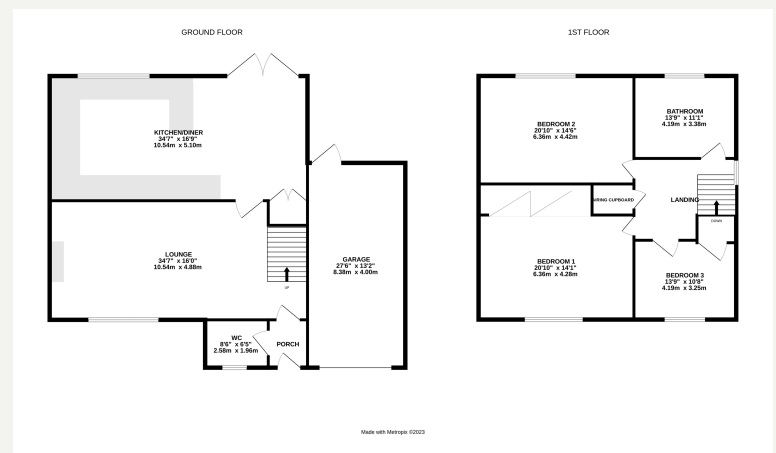 GROUND FLOOR
1ST FLOOR
KITCHEN/DINER
34'7" x 16'9"
10.54m x 5.10m
LOUNGE
34'7" x 16'0"
10.54m x 4.88m
UP
GARAGE
27'6" x 13'2"
8.38m x 4.00m
WC
8'6" x 6'5"
2.58m x 1.96m
PORCH
BEDROOM 2
20'10" x 14'6"
6.36m x 4.42m
BATHROOM
13'9" x 11'1"
4.19m x 3.38m
AIRING CUPBOARD
LANDING
DOWN
BEDROOM 1
20'10" x 14'1"
6.36m x 4.28m
BEDROOM 3
13'9" x 10'8"
4.19m x 3.25m
Made with Metropix ©2023